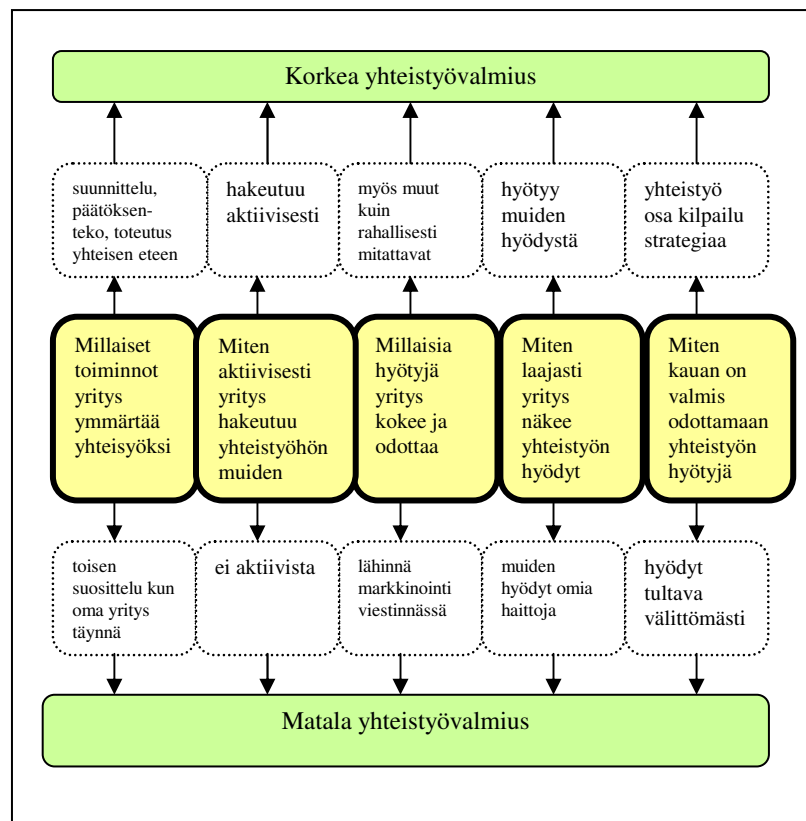 Korkea yhteistyövalmius
suunnittelu,
päätöksen-
teko, toteutus
yhteisen eteen
hakeutuu
aktiivisesti
myös muut
kuin
rahallisesti
mitattavat
hyötyy
muiden
hyödystä
yhteistyö
osa kilpailu
strategiaa
Millaiset
toiminnot
yritys
ymmärtää
yhteisyöksi
Miten
aktiivisesti
yritys
hakeutuu
yhteistyöhön
muiden
Millaisia
hyötyjä
yritys
kokee ja
odottaa
Miten
laajasti
yritys
näkee
yhteistyön
hyödyt
Miten
kauan on
valmis
odottamaan
yhteistyön
hyötyjä
toisen
suosittelu kun
oma yritys
täynnä
ei aktiivista
lähinnä
markkinointi
viestinnässä
muiden
hyödyt omia
haittoja
hyödyt
tultava
välittömästi
Matala yhteistyövalmius